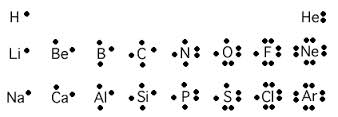 H He
Li Be B C N O F Ne
Na Ca Al Si P S Cl Ar